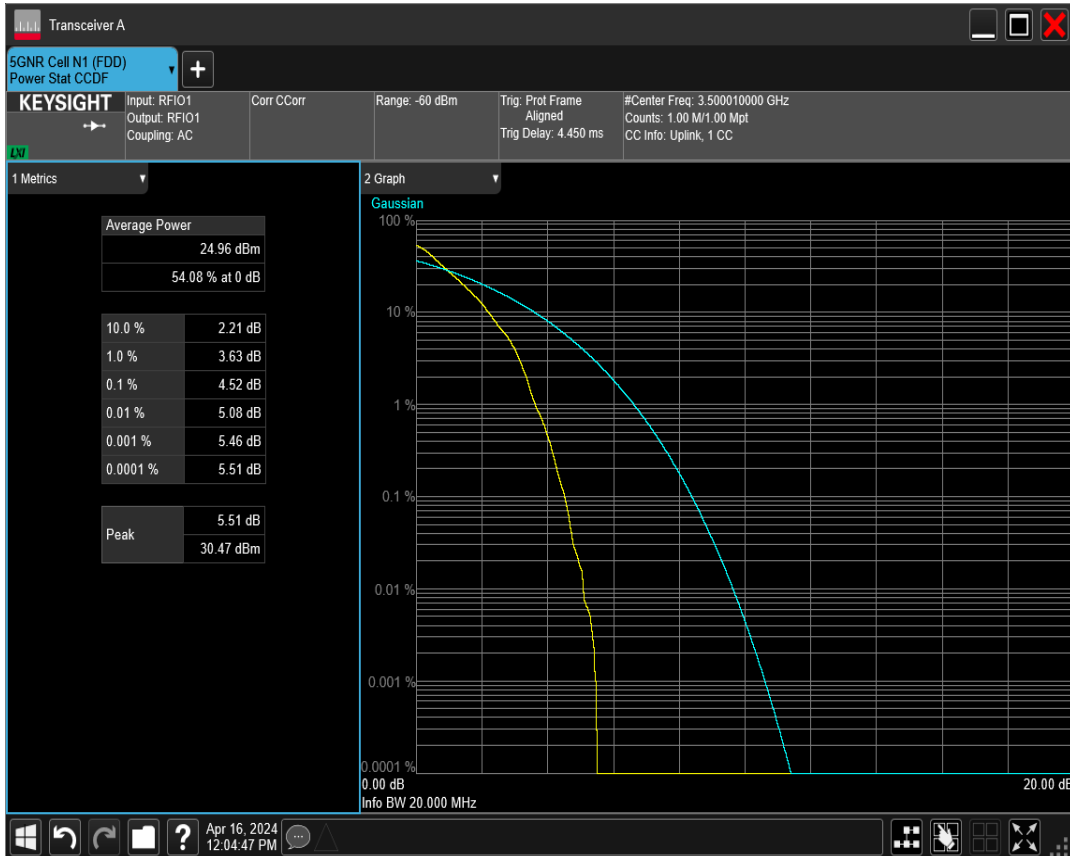 Transceiver A
5GNR Cell N1 (FDD)
Power Stat CCDF
+
KEYSIGHT
LXI
Input: RFIO1
Output: RFIO1
Coupling: AC
Corr CCorr
Range: -60 dBm
Trig: Prot Frame
Aligned
Trig Delay: 4.450 ms
#Center Freq: 3.500010000 GHz
Counts: 1.00 M/1.00 Mpt
CC Info: Uplink, 1 CC
1 Metrics
Average Power
24.96 dBm
54.08 % at 0 dB
10.0 % 2.21 dB
1.0 % 3.63 dB
0.1 % 4.52 dB
0.01 % 5.08 dB
0.001 % 5.46 dB
0.0001 % 5.51 dB
Peak 5.51 dB
30.47 dBm
2 Graph
Gaussian
100 %
10 %
1 %
0.1 %
0.01 %
0.001 %
0.0001 %
0.00 dB 20.00 dB
Info BW 20.000 MHz
?
Apr 16, 2024
12:04:47 PM